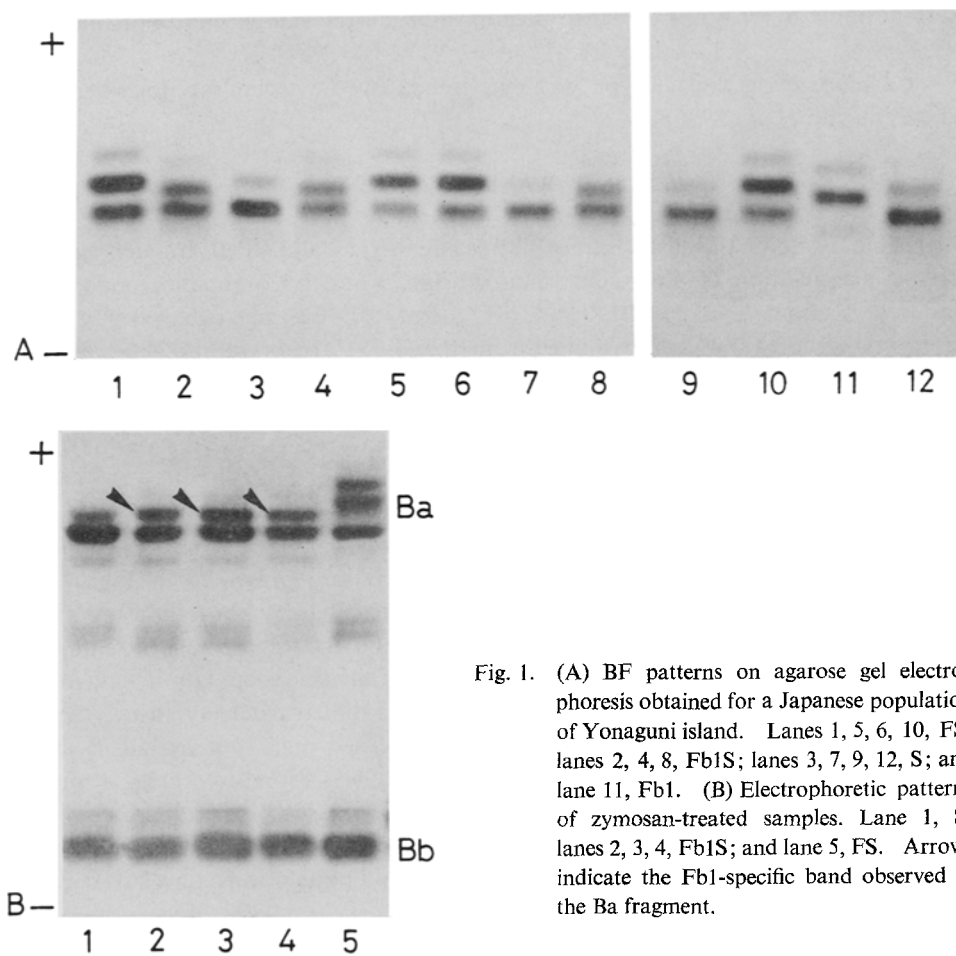 +
A –
1 2 3 4 5 6 7 8 9 10 11 12
+
Ba
Bb
B –
1 2 3 4 5
Fig. 1. (A) BF patterns on agarose gel electro
phoresis obtained for a Japanese populatio
of Yonaguni island. Lanes 1, 5, 6, 10, FS
lanes 2, 4, 8, Fb1S; lanes 3, 7, 9, 12, S; an
lane 11, Fb1. (B) Electrophoretic pattern
of zymosan-treated samples. Lane 1, S
lanes 2, 3, 4, Fb1S; and lane 5, FS. Arrow
indicate the Fb1-specific band observed
the Ba fragment.